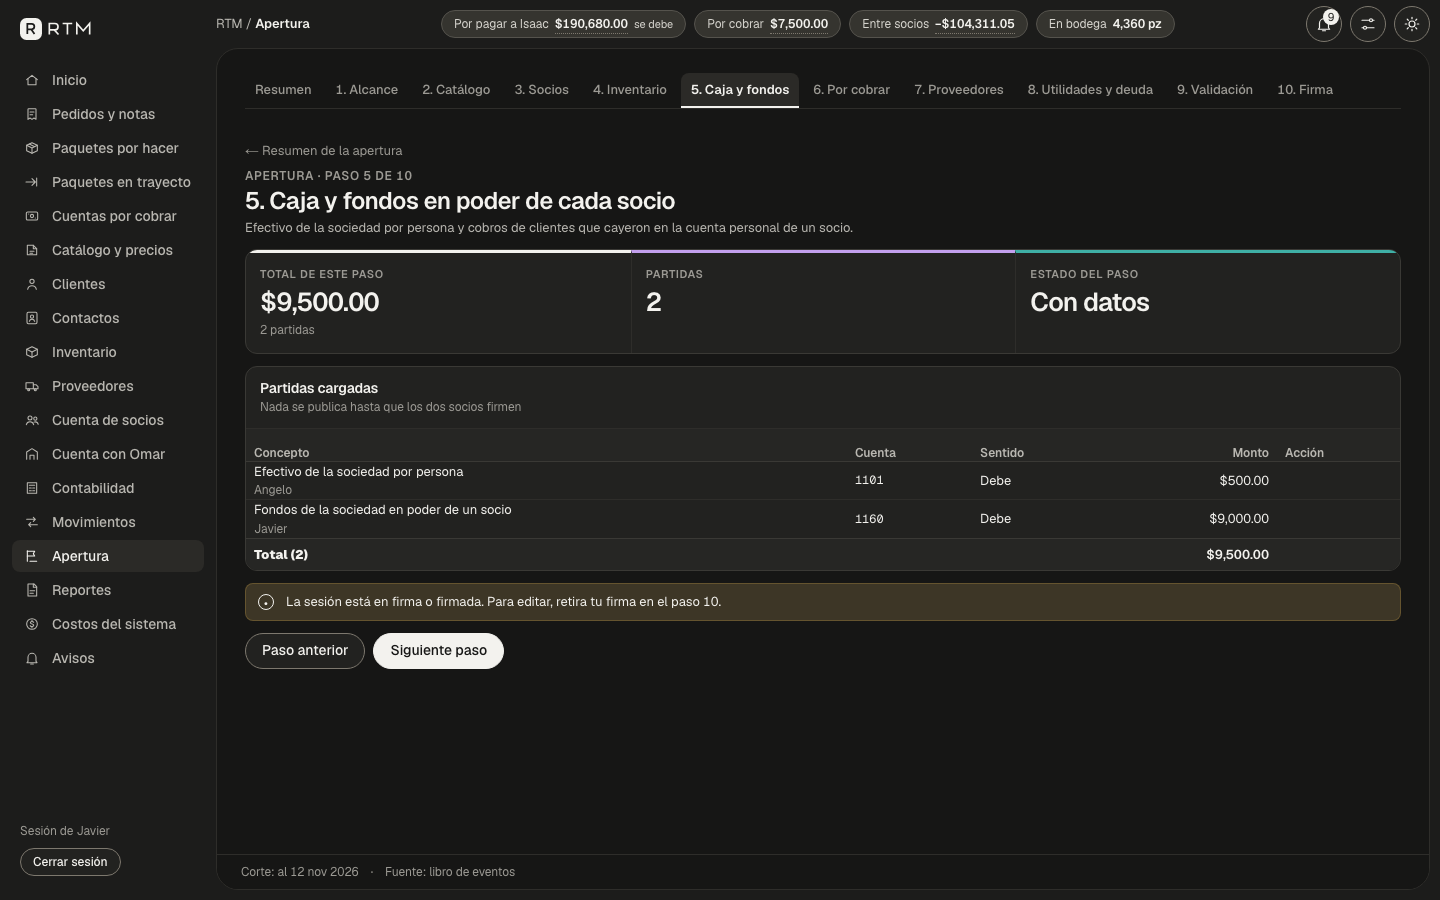 R RTM
RTM / Apertura
Por pagar a Isaac $190,680.00 se debe
Por cobrar $7,500.00
Entre socios −$104,311.05
En bodega 4,360 pz
9
Inicio
Pedidos y notas
Paquetes por hacer
Paquetes en trayecto
Cuentas por cobrar
Catálogo y precios
Clientes
Contactos
Inventario
Proveedores
Cuenta de socios
Cuenta con Omar
Contabilidad
Movimientos
Apertura
Reportes
Costos del sistema
Avisos
Sesión de Javier
Cerrar sesión
Resumen 1. Alcance 2. Catálogo 3. Socios 4. Inventario 5. Caja y fondos 6. Por cobrar 7. Proveedores 8. Utilidades y deuda 9. Validación 10. Firma
← Resumen de la apertura
APERTURA · PASO 5 DE 10
5. Caja y fondos en poder de cada socio
Efectivo de la sociedad por persona y cobros de clientes que cayeron en la cuenta personal de un socio.
TOTAL DE ESTE PASO
$9,500.00
2 partidas
PARTIDAS
2
ESTADO DEL PASO
Con datos
Partidas cargadas
Nada se publica hasta que los dos socios firmen
Concepto Cuenta Sentido Monto Acción
Efectivo de la sociedad por persona 1101 Debe $500.00
Angelo
Fondos de la sociedad en poder de un socio 1160 Debe $9,000.00
Javier
Total (2) $9,500.00
La sesión está en firma o firmada. Para editar, retira tu firma en el paso 10.
Paso anterior
Siguiente paso
Corte: al 12 nov 2026 · Fuente: libro de eventos